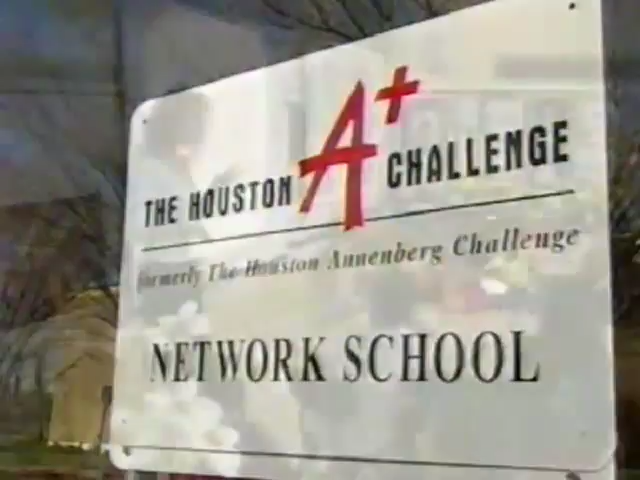 THE HOUSTON A+ CHALLENGE
formerly The Houston Annenberg Challenge
NETWORK SCHOOL